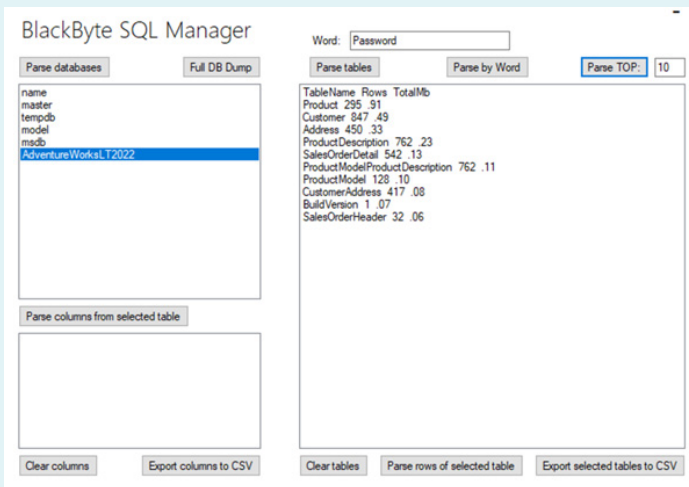 BlackByte SQL Manager
Word: Password
Parse databases Full DB Dump Parse tables Parse by Word Parse TOP: 10
name
master
tempdb
model
msdb
AdventureWorksLT2022
TableName Rows TotalMb
Product 295 .91
Customer 847 .49
Address 450 .33
ProductDescription 762 .23
SalesOrderDetail 542 .13
ProductModelProductDescription 762 .11
ProductModel 128 .10
CustomerAddress 417 .08
BuildVersion 1 .07
SalesOrderHeader 32 .06
Parse columns from selected table
Clear columns Export columns to CSV Clear tables Parse rows of selected table Export selected tables to CSV